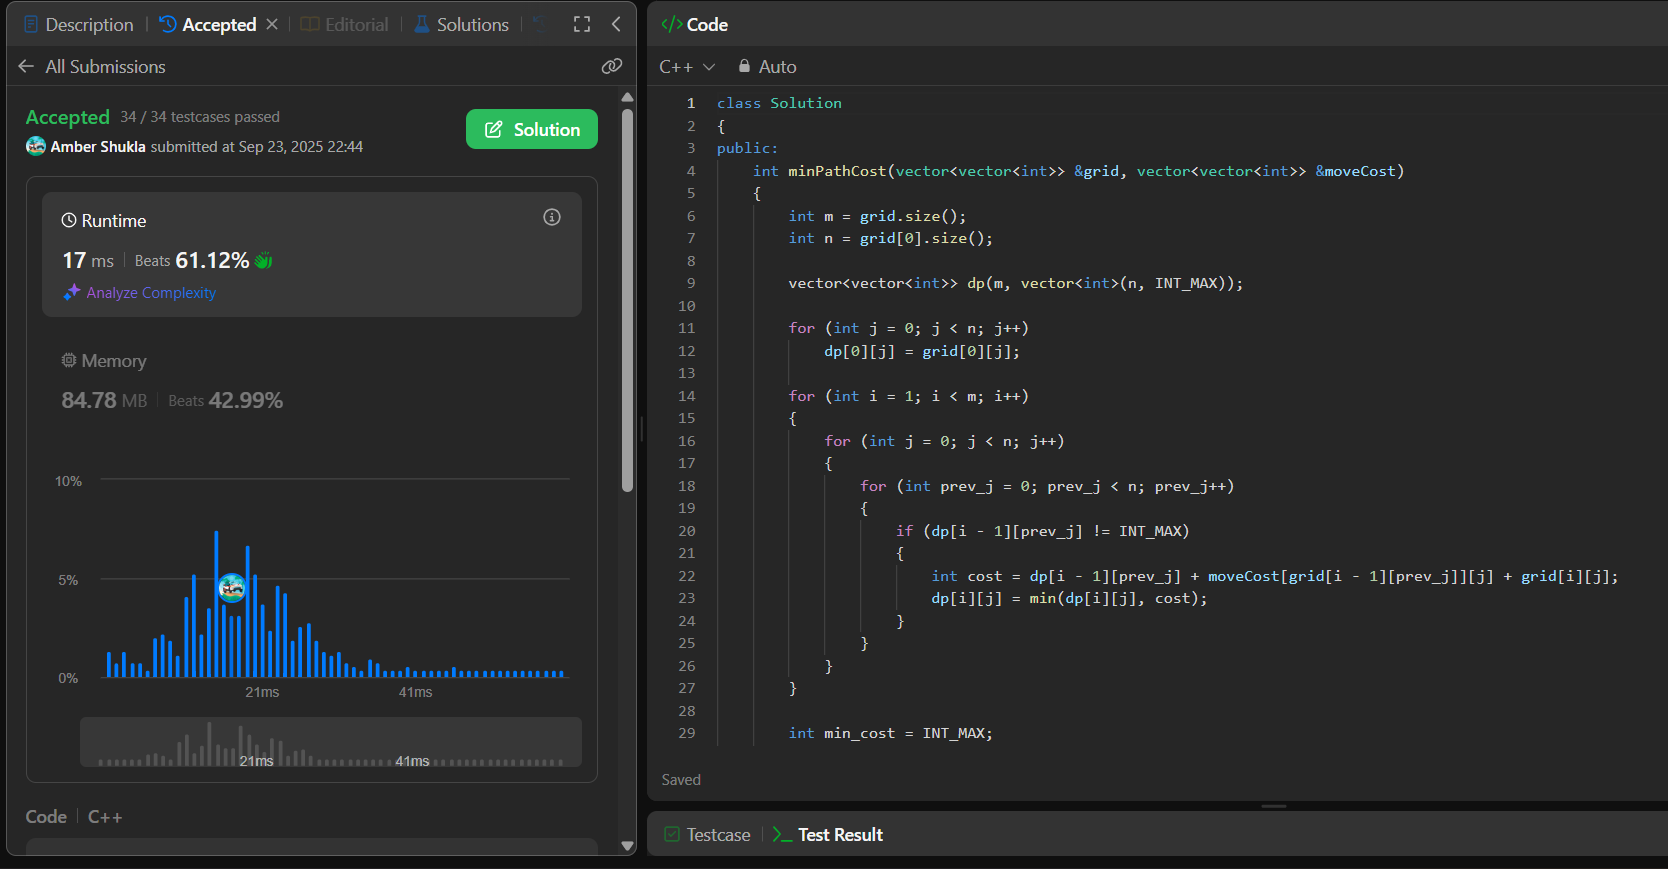 Description
Accepted
Editorial
Solutions
All Submissions
Accepted 34 / 34 testcases passed
Amber Shukla submitted at Sep 23, 2025 22:44
Solution
Runtime
17 ms Beats 61.12%
Analyze Complexity
Memory
84.78 MB Beats 42.99%
10%
5%
0%
21ms 41ms
21ms 41ms
Code C++
</> Code
C++ Auto
1 class Solution
2 {
3 public:
4     int minPathCost(vector<vector<int>> &grid, vector<vector<int>> &moveCost)
5     {
6         int m = grid.size();
7         int n = grid[0].size();
8
9         vector<vector<int>> dp(m, vector<int>(n, INT_MAX));
10
11         for (int j = 0; j < n; j++)
12             dp[0][j] = grid[0][j];
13
14         for (int i = 1; i < m; i++)
15         {
16             for (int j = 0; j < n; j++)
17             {
18                 for (int prev_j = 0; prev_j < n; prev_j++)
19                 {
20                     if (dp[i - 1][prev_j] != INT_MAX)
21                     {
22                         int cost = dp[i - 1][prev_j] + moveCost[grid[i - 1][prev_j]][j] + grid[i][j];
23                         dp[i][j] = min(dp[i][j], cost);
24                     }
25                 }
26             }
27         }
28
29         int min_cost = INT_MAX;
Saved
Testcase
Test Result